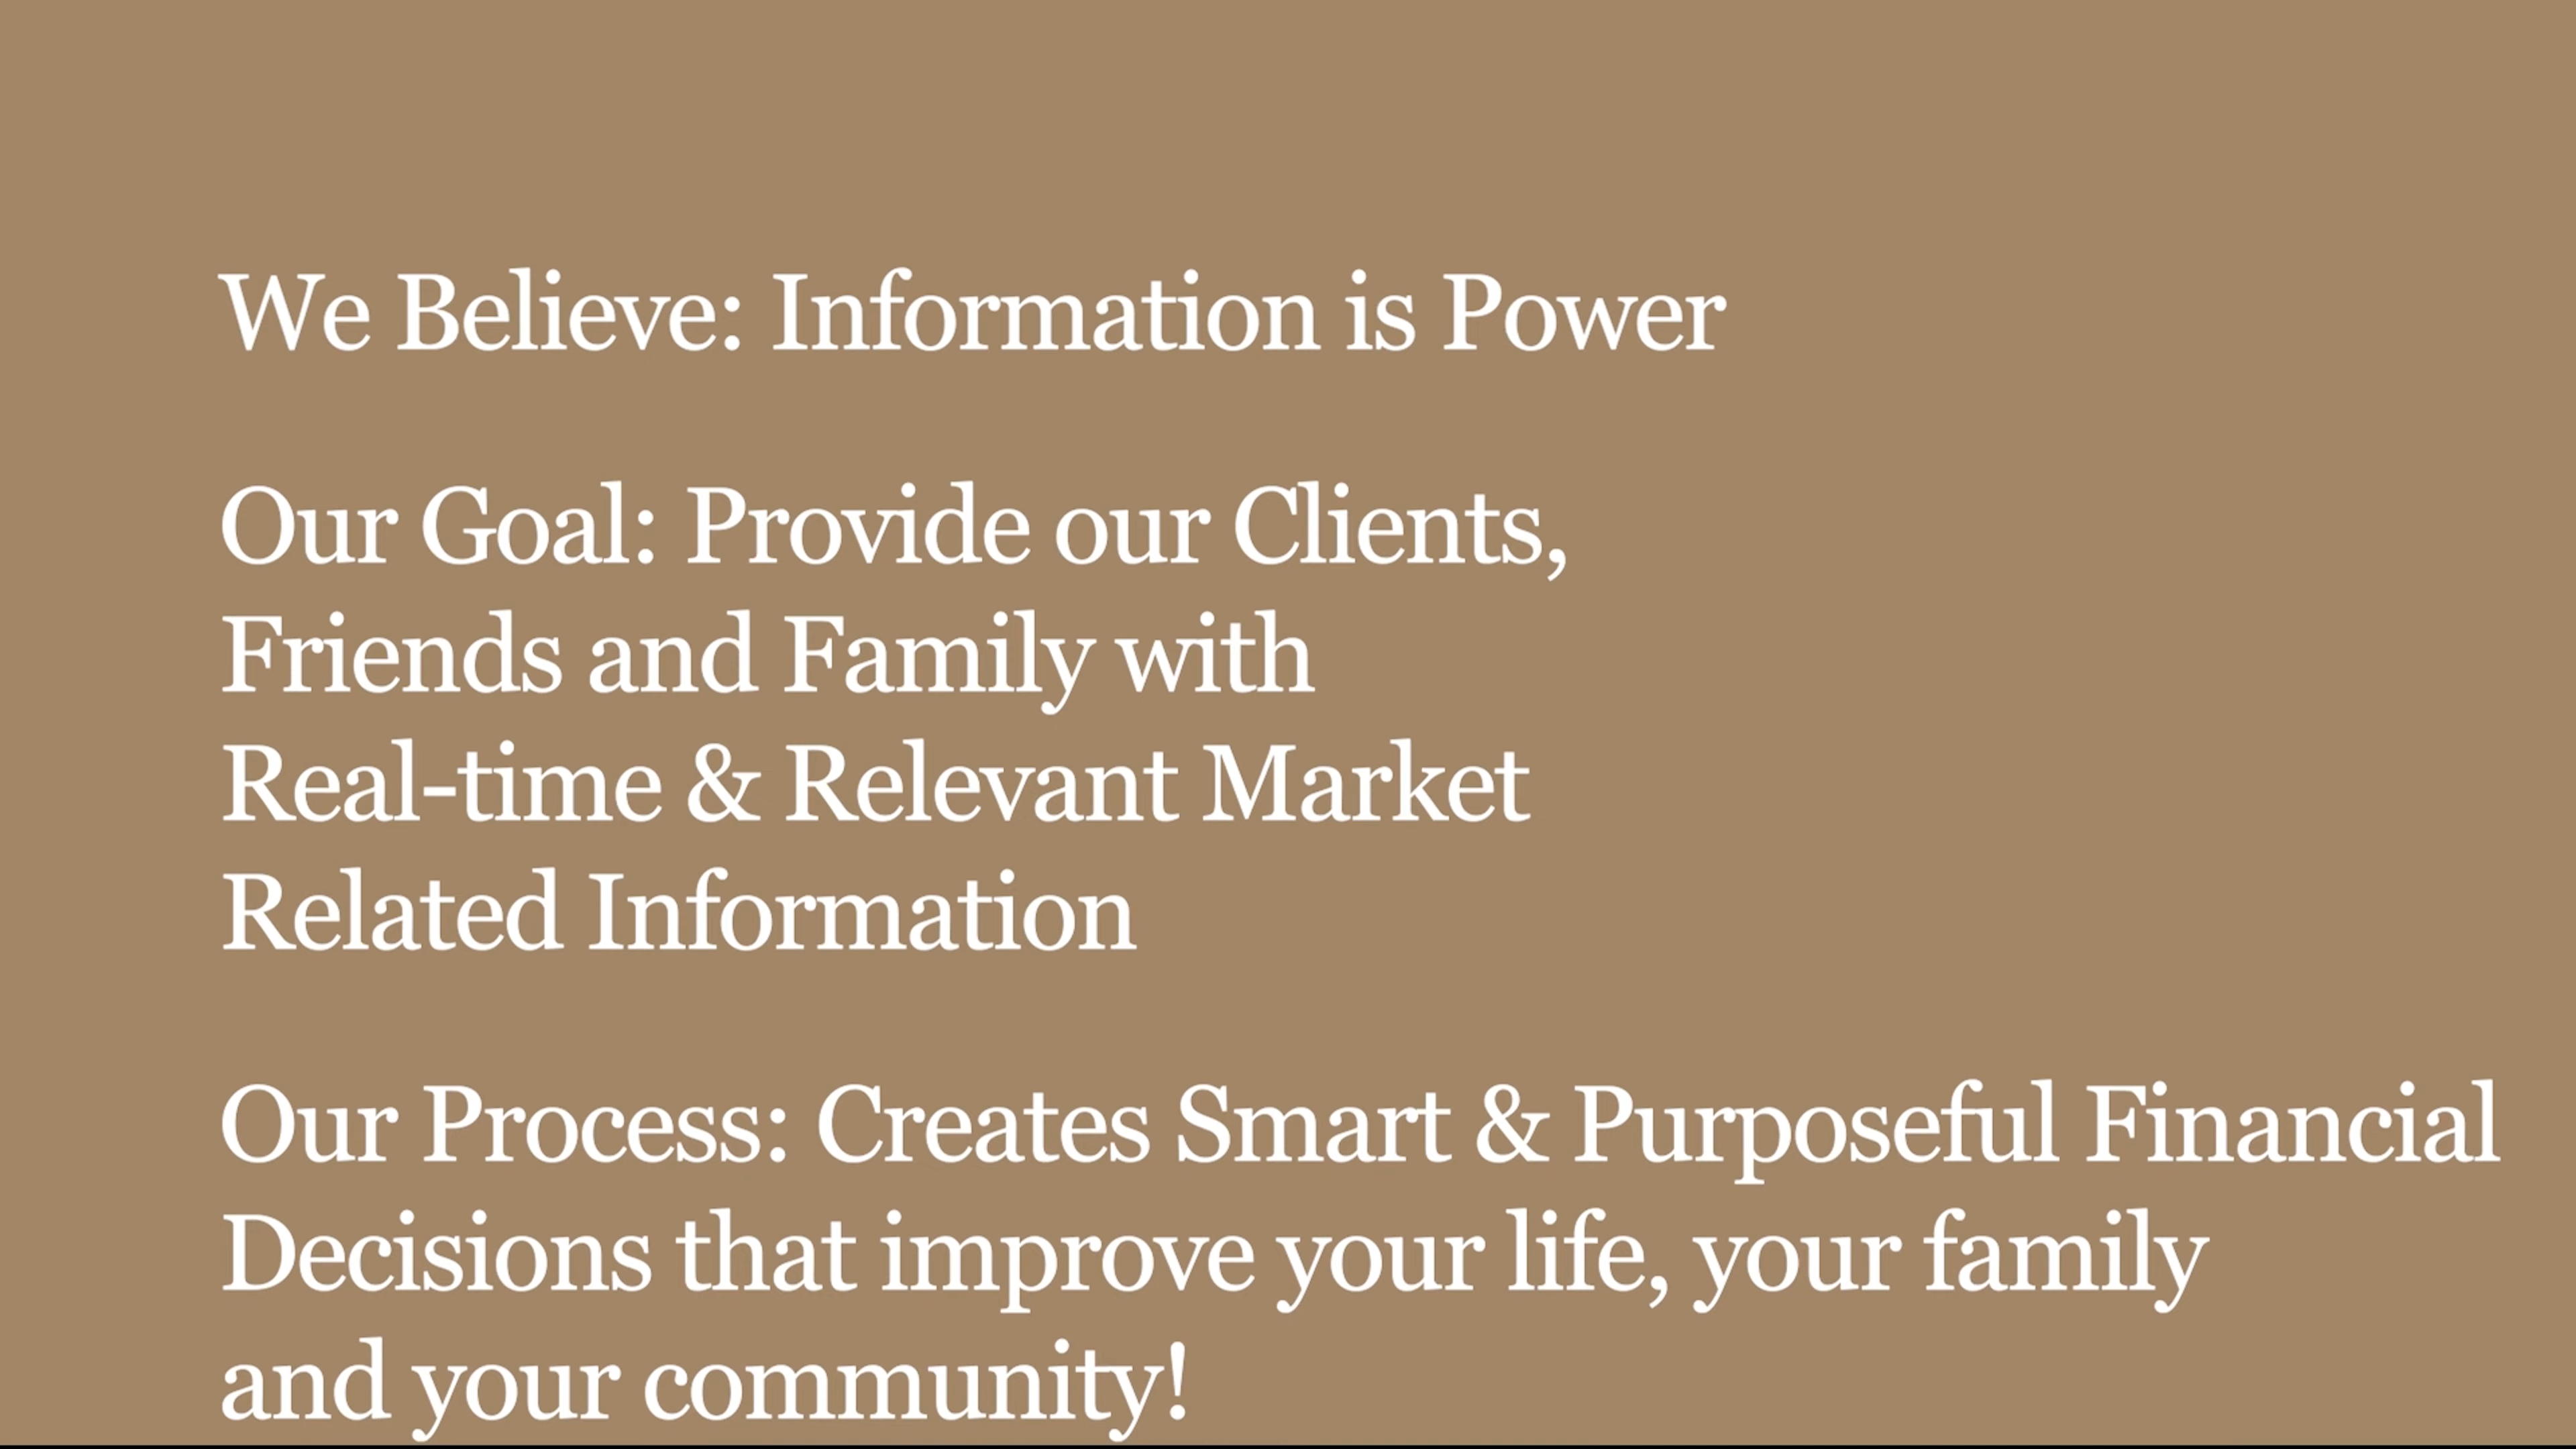 We Believe: Information is Power
Our Goal: Provide our Clients,
Friends and Family with
Real-time & Relevant Market
Related Information
Our Process: Creates Smart & Purposeful Financial
Decisions that improve your life, your family
and your community!